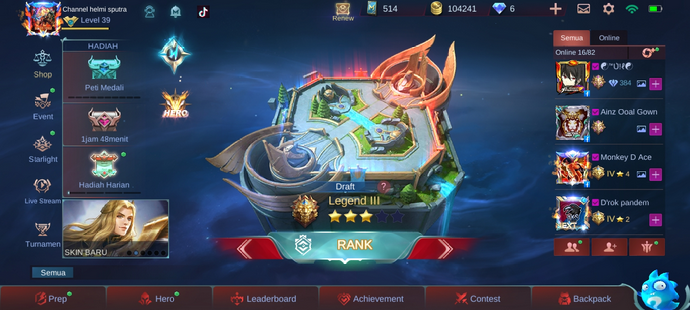 Channel helmi sputra
Level 39
Renew
514
104241
6
HADIAH
Shop
Peti Medali
Event
1jam 48menit
Starlight
Hadiah Harian
Live Stream
Turnamen
SKIN BARU
Semua
HERO
Draft
?
Legend III
RANK
Semua
Online
Online 16/82
384
Ainz Ooal Gown
Monkey D Ace
IV 4
D'rok pandem
IV 2
Prep
Hero
Leaderboard
Achievement
Contest
Backpack